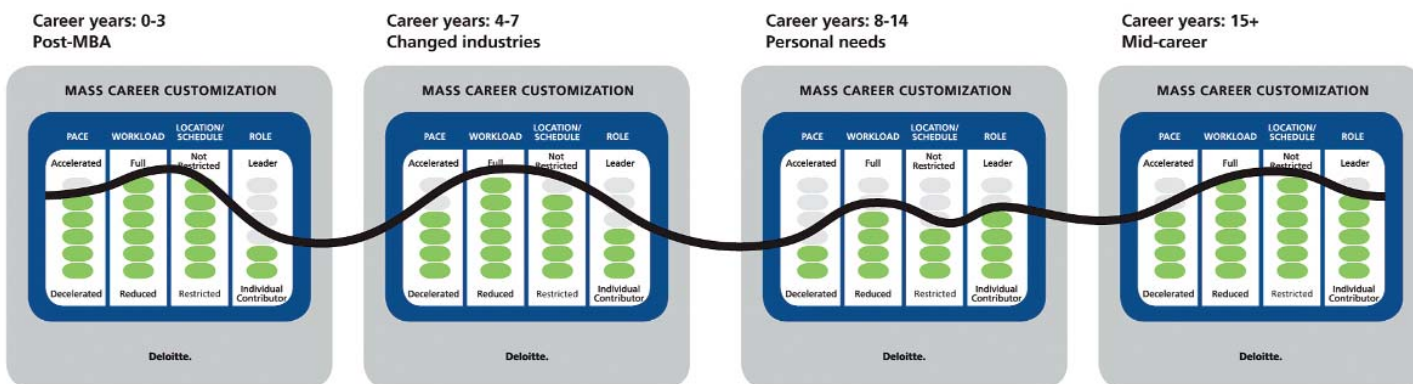 Career years: 0-3
Post-MBA
MASS CAREER CUSTOMIZATION
PACE
WORKLOAD
LOCATION/
SCHEDULE
ROLE
Accelerated
Full
Not
Restricted
Leader
Decelerated
Reduced
Restricted
Individual
Contributor
Deloitte.
Career years: 4-7
Changed industries
MASS CAREER CUSTOMIZATION
PACE
WORKLOAD
LOCATION/
SCHEDULE
ROLE
Accelerated
Full
Not
Restricted
Leader
Decelerated
Reduced
Restricted
Individual
Contributor
Deloitte.
Career years: 8-14
Personal needs
MASS CAREER CUSTOMIZATION
PACE
WORKLOAD
LOCATION/
SCHEDULE
ROLE
Accelerated
Full
Not
Restricted
Leader
Decelerated
Reduced
Restricted
Individual
Contributor
Deloitte.
Career years: 15+
Mid-career
MASS CAREER CUSTOMIZATION
PACE
WORKLOAD
LOCATION/
SCHEDULE
ROLE
Accelerated
Full
Not
Restricted
Leader
Decelerated
Reduced
Restricted
Individual
Contributor
Deloitte.